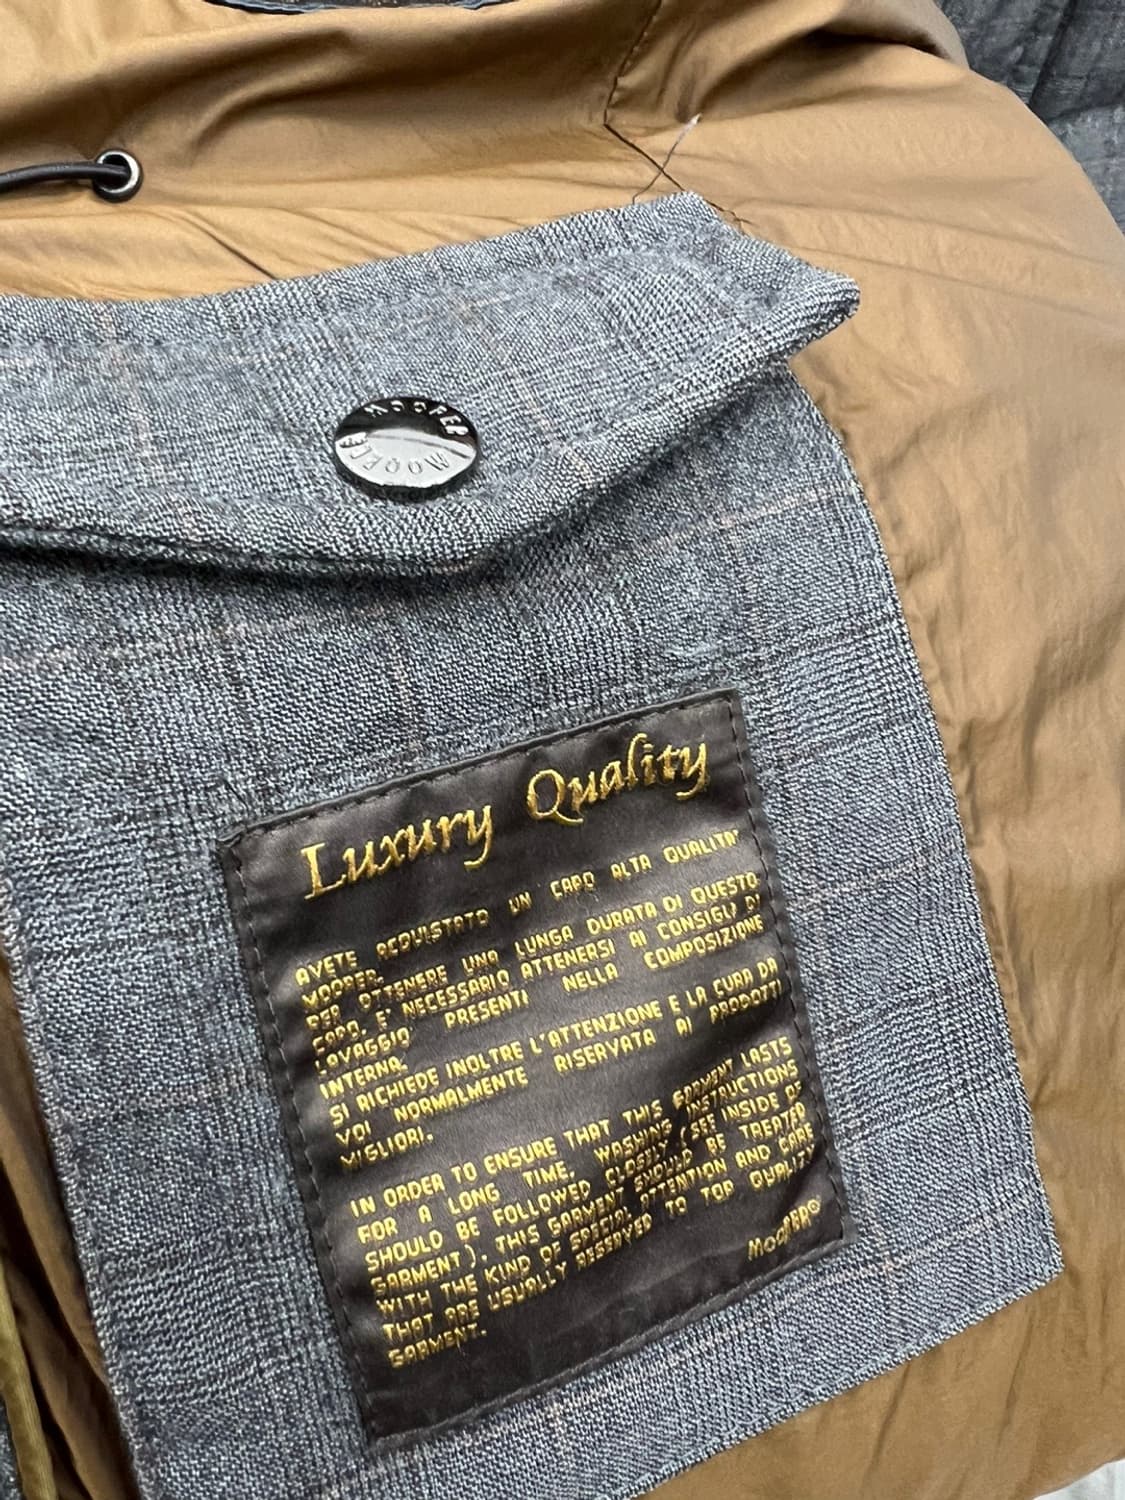 MOORER
MOORER
Luxury Quality
AVETE ACQUISTATO UN CAPO ALTA QUALITA'
MOORER.
PER OTTENERE UNA LUNGA DURATA DI QUESTO
CAPO, E' NECESSARIO ATTENERSI AI CONSIGLI DI
LAVAGGIO PRESENTI NELLA COMPOSIZIONE
INTERNA.
SI RICHIEDE INOLTRE L'ATTENZIONE E LA CURA DA
VOI NORMALMENTE RISERVATA AI PRODOTTI
MIGLIORI.
IN ORDER TO ENSURE THAT THIS GARMENT LASTS
FOR A LONG TIME, WASHING INSTRUCTIONS
SHOULD BE FOLLOWED CLOSELY (SEE INSIDE OF
GARMENT). THIS GARMENT SHOULD BE TREATED
WITH THE KIND OF SPECIAL ATTENTION AND CARE
THAT ARE USUALLY RESERVED TO TOP QUALITY
GARMENT.
MOORER®